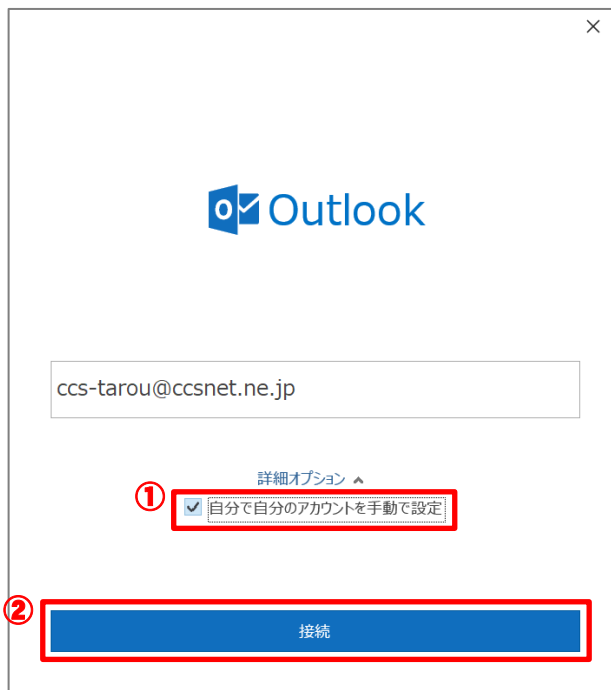 Outlook
ccs-tarou@ccsnet.ne.jp
詳細オプション
① 自分で自分のアカウントを手動で設定
② 接続